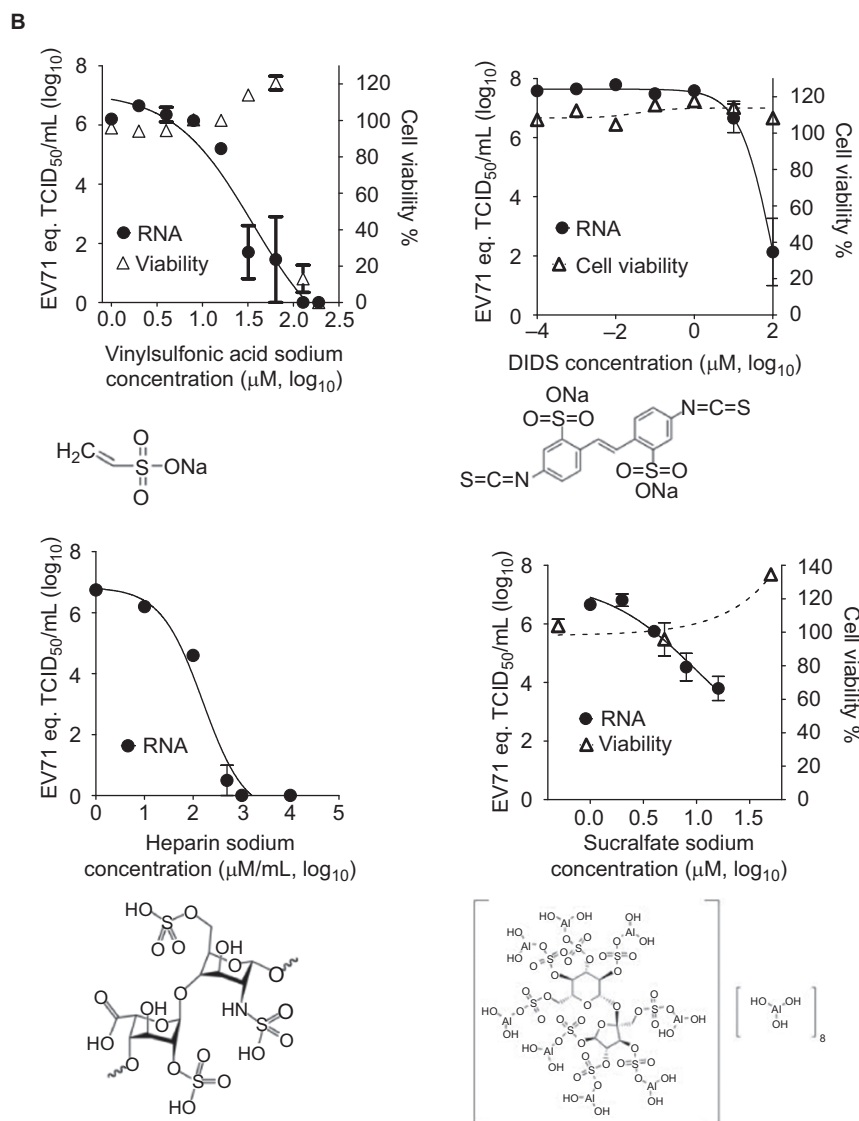 B
EV71 eq. TCID50/mL (log10)
8
6
4
2
0
0.0 0.5 1.0 1.5 2.0 2.5
120
100
80
60
40
20
0
Cell viability %
RNA
Viability
Vinylsulfonic acid sodium
concentration (μM, log10)
EV71 eq. TCID50/mL (log10)
8
6
4
2
0
−4 −2 0 2
120
100
80
60
40
20
0
Cell viability %
RNA
Cell viability
DIDS concentration (μM, log10)
H2C
O
S
ONa
O
ONa
O=S=O
N=C=S
S=C=N
O=S=O
ONa
EV71 eq. TCID50/mL (log10)
8
6
4
2
0
0 1 2 3 4 5
RNA
Heparin sodium
concentration (μM/mL, log10)
EV71 eq. TCID50/mL (log10)
8
6
4
2
0
0.0 0.5 1.0 1.5
140
120
100
80
60
40
20
0
Cell viability %
RNA
Viability
Sucralfate sodium
concentration (μM, log10)
HO
S
O
O
O
OH
O
HO
O
O
HN
S
O
O
HO
O
OH
O
HO
O
O
S
O
O
HO
HO Al OH
OH
8